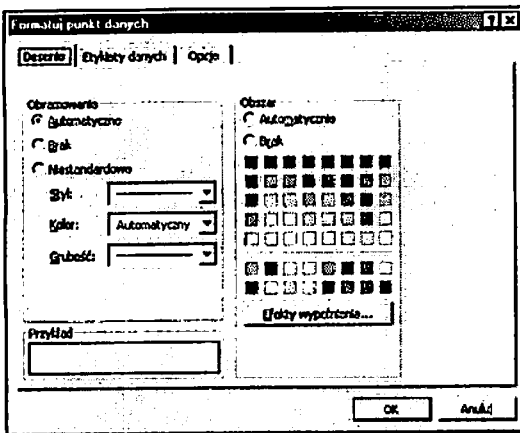 Formatuj punkt danych
Desenie Etykiety danych Opcje
Obramowanie
Automatyczne
Brak
Niestandardowe
Styl:
Kolor: Automatyczny
Grubość:
Przykład
Obszar
Automatycznie
Brak
Efekty wypełnienia...
OK Anuluj